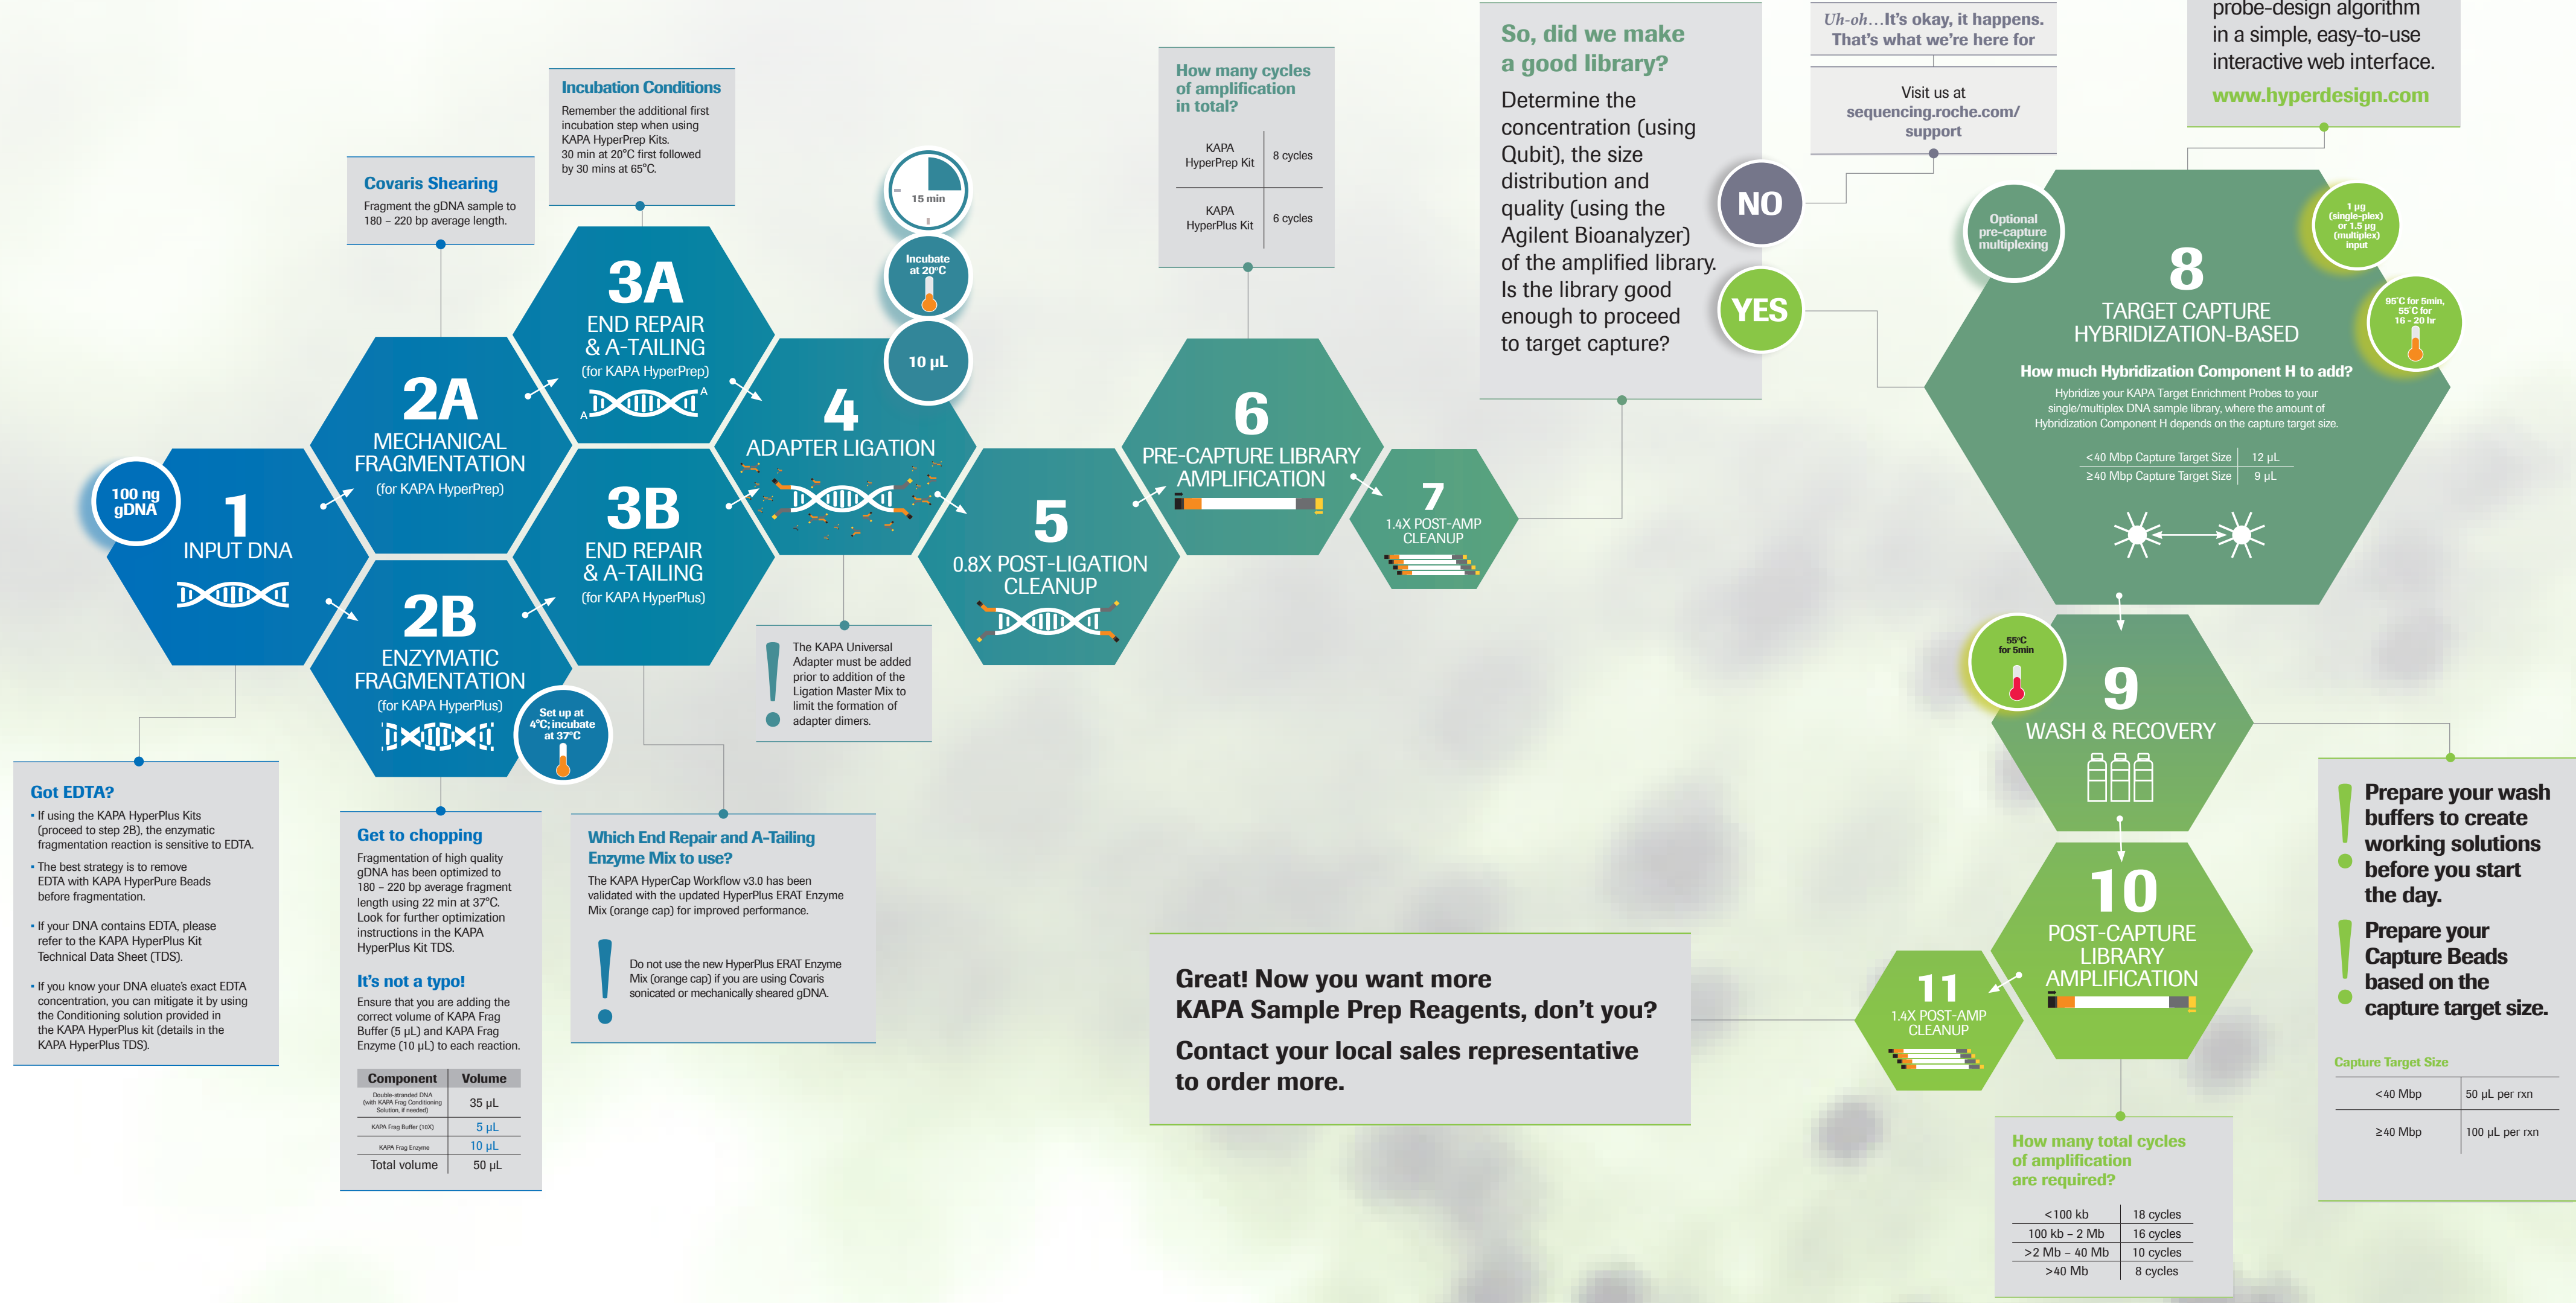 100 ng
gDNA
1
INPUT DNA
Got EDTA?
• If using the KAPA HyperPlus Kits
(proceed to step 2B), the enzymatic
fragmentation reaction is sensitive to EDTA.
• The best strategy is to remove
EDTA with KAPA HyperPure Beads
before fragmentation.
• If your DNA contains EDTA, please
refer to the KAPA HyperPlus Kit
Technical Data Sheet (TDS).
• If you know your DNA eluate's exact EDTA
concentration, you can mitigate it by using
the Conditioning solution provided in
the KAPA HyperPlus kit (details in the
KAPA HyperPlus TDS).
Covaris Shearing
Fragment the gDNA sample to
180 – 220 bp average length.
2A
MECHANICAL
FRAGMENTATION
(for KAPA HyperPrep)
2B
ENZYMATIC
FRAGMENTATION
(for KAPA HyperPlus)
Set up at
4°C; incubate
at 37°C
Get to chopping
Fragmentation of high quality
gDNA has been optimized to
180 – 220 bp average fragment
length using 22 min at 37°C.
Look for further optimization
instructions in the KAPA
HyperPlus Kit TDS.
It's not a typo!
Ensure that you are adding the
correct volume of KAPA Frag
Buffer (5 µL) and KAPA Frag
Enzyme (10 µL) to each reaction.
Component Volume
Double-stranded DNA
(with KAPA Frag Conditioning
Solution, if needed) 35 µL
KAPA Frag Buffer (10X) 5 µL
KAPA Frag Enzyme 10 µL
Total volume 50 µL
Incubation Conditions
Remember the additional first
incubation step when using
KAPA HyperPrep Kits.
30 min at 20°C first followed
by 30 mins at 65°C.
3A
END REPAIR
& A-TAILING
(for KAPA HyperPrep)
A
A
3B
END REPAIR
& A-TAILING
(for KAPA HyperPlus)
Which End Repair and A-Tailing
Enzyme Mix to use?
The KAPA HyperCap Workflow v3.0 has been
validated with the updated HyperPlus ERAT Enzyme
Mix (orange cap) for improved performance.
!
Do not use the new HyperPlus ERAT Enzyme
Mix (orange cap) if you are using Covaris
sonicated or mechanically sheared gDNA.
15 min
Incubate
at 20°C
10 µL
4
ADAPTER LIGATION
!
The KAPA Universal
Adapter must be added
prior to addition of the
Ligation Master Mix to
limit the formation of
adapter dimers.
5
0.8X POST-LIGATION
CLEANUP
How many cycles
of amplification
in total?
KAPA
HyperPrep Kit 8 cycles
KAPA
HyperPlus Kit 6 cycles
6
PRE-CAPTURE LIBRARY
AMPLIFICATION
7
1.4X POST-AMP
CLEANUP
So, did we make
a good library?
Determine the
concentration (using
Qubit), the size
distribution and
quality (using the
Agilent Bioanalyzer)
of the amplified library.
Is the library good
enough to proceed
to target capture?
NO
YES
Uh-oh…It's okay, it happens.
That's what we're here for
Visit us at
sequencing.roche.com/
support
probe-design algorithm
in a simple, easy-to-use
interactive web interface.
www.hyperdesign.com
Optional
pre-capture
multiplexing
1 µg
(single-plex)
or 1.5 µg
(multiplex)
input
95°C for 5min,
55°C for
16 - 20 hr
8
TARGET CAPTURE
HYBRIDIZATION-BASED
How much Hybridization Component H to add?
Hybridize your KAPA Target Enrichment Probes to your
single/multiplex DNA sample library, where the amount of
Hybridization Component H depends on the capture target size.
<40 Mbp Capture Target Size 12 µL
≥40 Mbp Capture Target Size 9 µL
55°C
for 5min
9
WASH & RECOVERY
!
Prepare your wash
buffers to create
working solutions
before you start
the day.
!
Prepare your
Capture Beads
based on the
capture target size.
Capture Target Size
<40 Mbp 50 µL per rxn
≥40 Mbp 100 µL per rxn
10
POST-CAPTURE
LIBRARY
AMPLIFICATION
How many total cycles
of amplification
are required?
<100 kb 18 cycles
100 kb – 2 Mb 16 cycles
>2 Mb – 40 Mb 10 cycles
>40 Mb 8 cycles
11
1.4X POST-AMP
CLEANUP
Great! Now you want more
KAPA Sample Prep Reagents, don't you?
Contact your local sales representative
to order more.